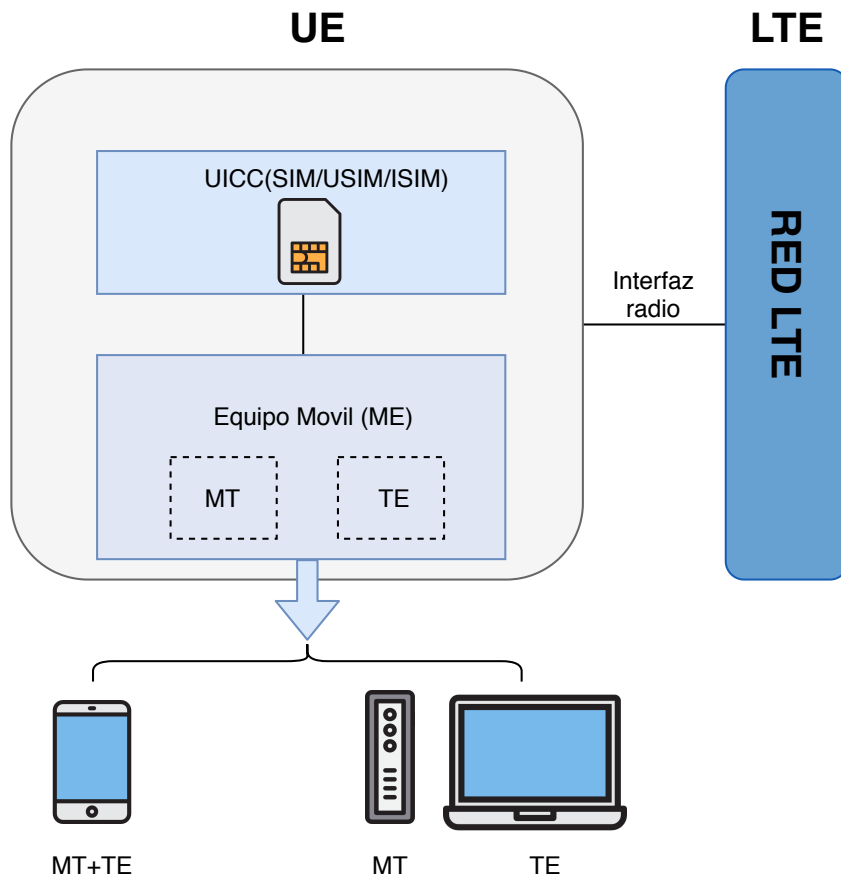 UE
LTE
UICC(SIM/USIM/ISIM)
Interfaz
radio
RED LTE
Equipo Movil (ME)
MT
TE
MT+TE
MT
TE